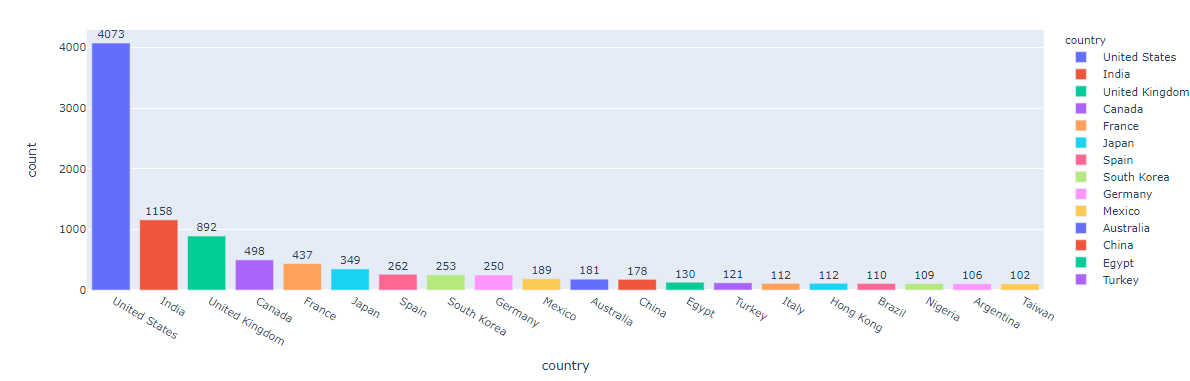 4073
1158
892
498
437
349
262
253
250
189
181
178
130
121
112
112
110
109
106
102
4000
3000
2000
1000
0
count
United States
India
United Kingdom
Canada
France
Japan
Spain
South Korea
Germany
Mexico
Australia
China
Egypt
Turkey
Italy
Hong Kong
Brazil
Nigeria
Argentina
Taiwan
country
country
United States
India
United Kingdom
Canada
France
Japan
Spain
South Korea
Germany
Mexico
Australia
China
Egypt
Turkey